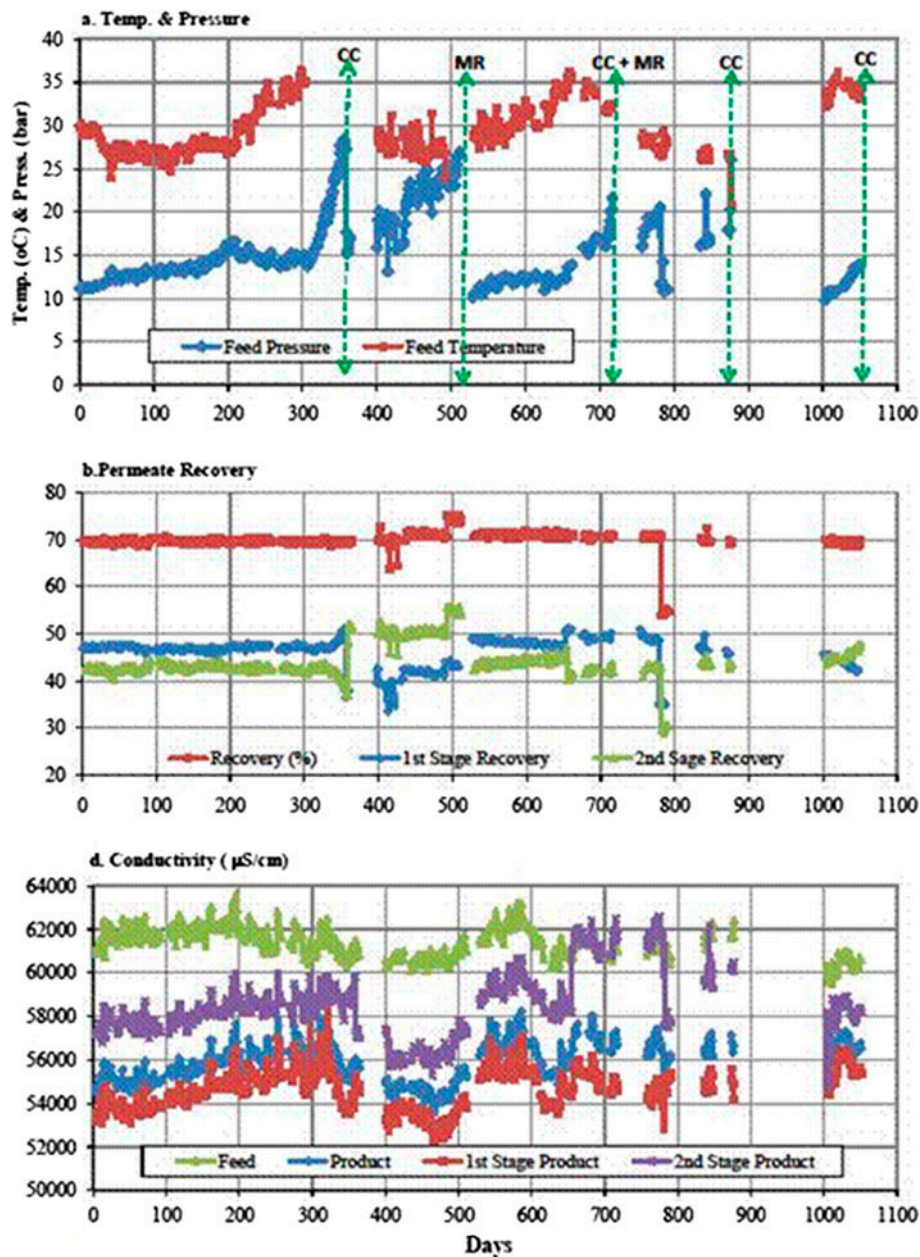 a. Temp. & Pressure
40
35
30
25
20
15
10
5
0
Temp. (oC) & Press. (bar)
CC
MR
CC + MR
CC
CC
Feed Pressure
Feed Temperature
0 100 200 300 400 500 600 700 800 900 1000 1100
b.Permeate Recovery
80
70
60
50
40
30
20
Recovery (%)
1st Stage Recovery
2nd Sage Recovery
0 100 200 300 400 500 600 700 800 900 1000 1100
d. Conductivity ( µS/cm)
64000
62000
60000
58000
56000
54000
52000
50000
Feed
Product
1st Stage Product
2nd Stage Product
0 100 200 300 400 500 600 700 800 900 1000 1100
Days